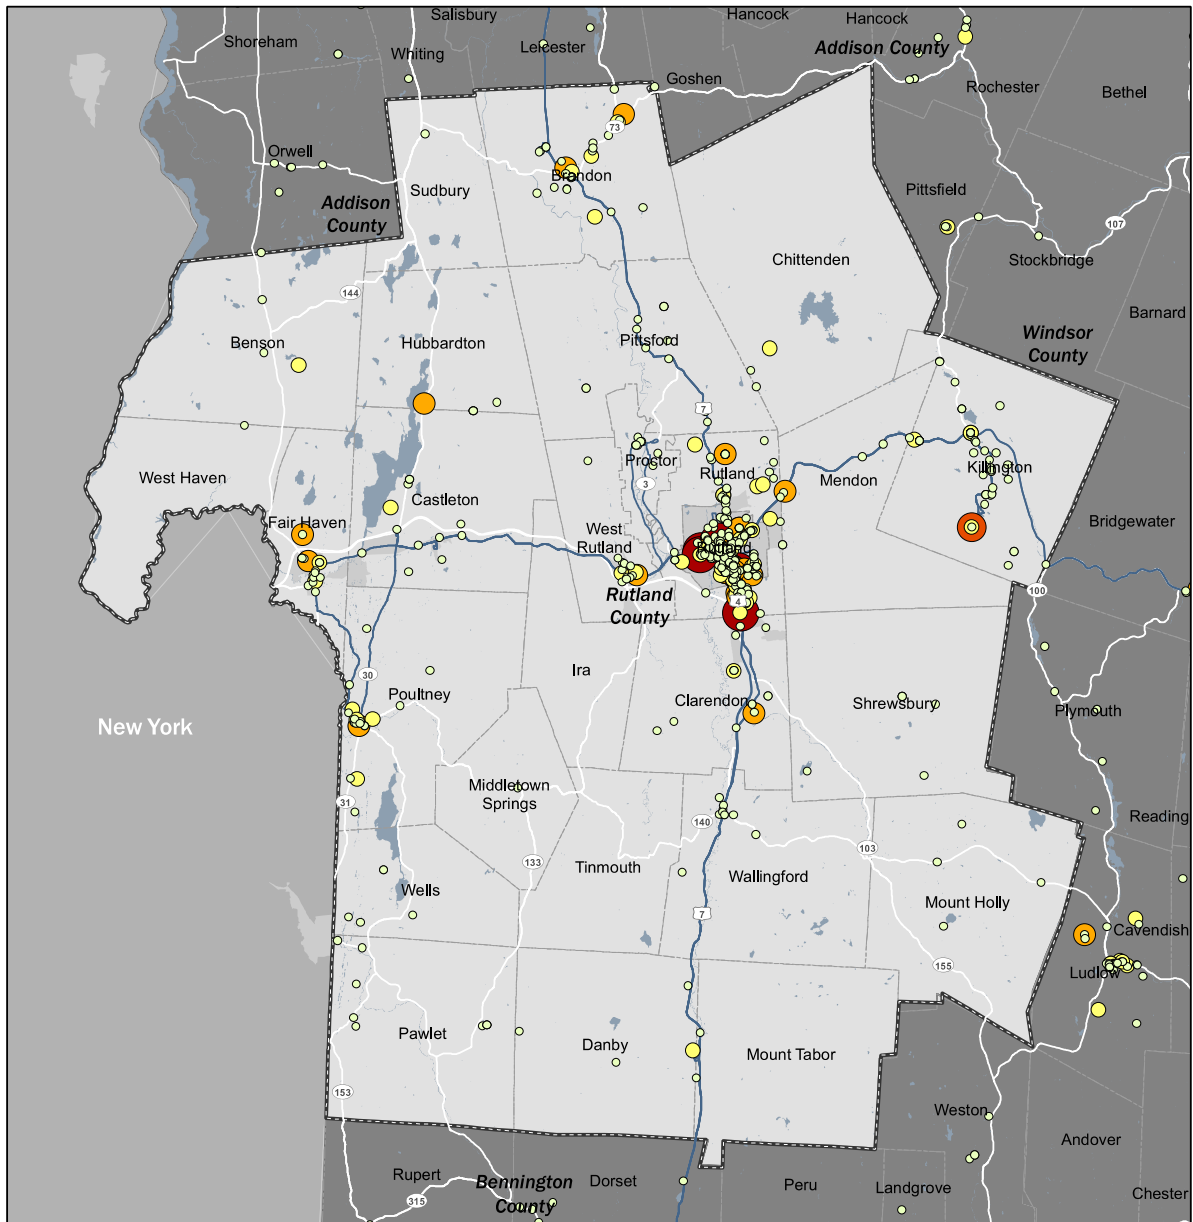 Salisbury
Hancock
Hancock
Shoreham
Whiting
Leicester
Addison County
Goshen
Rochester
Bethel
73
Orwell
Brandon
Sudbury
Addison
County
Pittsfield
107
Stockbridge
Chittenden
144
Barnard
Windsor
County
Benson
Hubbardton
Pittsford
7
Proctor
Rutland
Killington
West Haven
3
Mendon
Castleton
Fair Haven
West
Rutland
Rutland
Bridgewater
Rutland
County
4
100
Ira
30
Poultney
Clarendon
Shrewsbury
Plymouth
New York
Middletown
Springs
31
140
Reading
103
133
Tinmouth
Wallingford
Wells
Mount Holly
7
Cavendish
155
Ludlow
Pawlet
Danby
Mount Tabor
153
Weston
Andover
Rupert
Bennington
County
Dorset
Peru
Landgrove
Chester
315